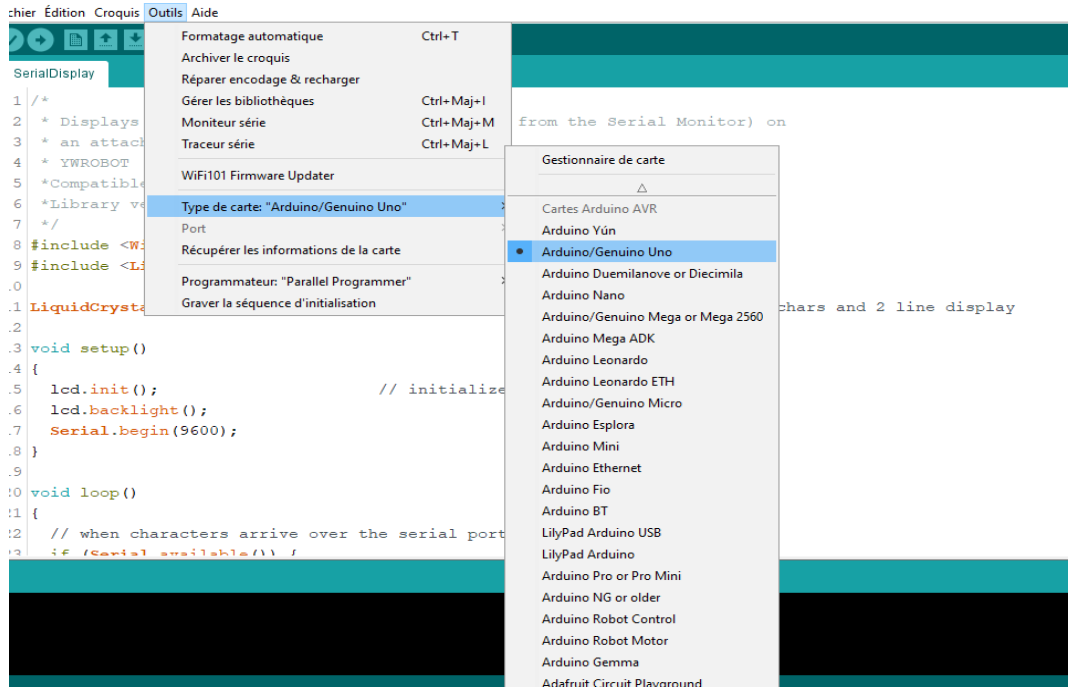 chier Édition Croquis Outils Aide
SerialDisplay
Formatage automatique Ctrl+T
Archiver le croquis
Réparer encodage & recharger
Gérer les bibliothèques Ctrl+Maj+I
Moniteur série Ctrl+Maj+M
Traceur série Ctrl+Maj+L
WiFi101 Firmware Updater
Type de carte: "Arduino/Genuino Uno"
Port
Récupérer les informations de la carte
Programmateur: "Parallel Programmer"
Graver la séquence d'initialisation
Gestionnaire de carte
Cartes Arduino AVR
Arduino Yún
Arduino/Genuino Uno
Arduino Duemilanove or Diecimila
Arduino Nano
Arduino/Genuino Mega or Mega 2560
Arduino Mega ADK
Arduino Leonardo
Arduino Leonardo ETH
Arduino/Genuino Micro
Arduino Esplora
Arduino Mini
Arduino Ethernet
Arduino Fio
Arduino BT
LilyPad Arduino USB
LilyPad Arduino
Arduino Pro or Pro Mini
Arduino NG or older
Arduino Robot Control
Arduino Robot Motor
Arduino Gemma
Adafruit Circuit Playground
1 /*
2 * Displays from the Serial Monitor) on
3 * an attach
4 * YWROBOT
5 *Compatible
6 *Library ve
7 */
8 #include <Wi
9 #include <Li
.0
.1 LiquidCrysta chars and 2 line display
.2
.3 void setup()
.4 {
.5 lcd.init(); // initialize
.6 lcd.backlight();
.7 Serial.begin(9600);
.8 }
.9
:0 void loop()
:1 {
:2 // when characters arrive over the serial port
:3 if (Serial.available()) {